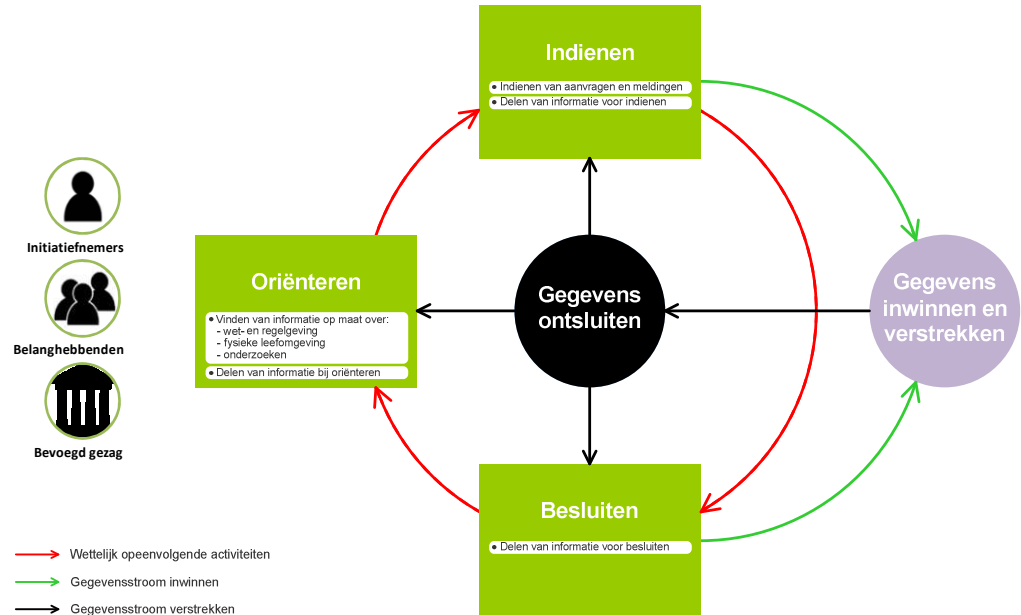 Indienen
• Indienen van aanvragen en meldingen
• Delen van informatie voor indienen
Initiatiefnemers
Belanghebbenden
Bevoegd gezag
Oriënteren
• Vinden van informatie op maat over:
- wet- en regelgeving
- fysieke leefomgeving
- onderzoeken
• Delen van informatie bij oriënteren
Gegevens
ontsluiten
Gegevens
inwinnen en
verstrekken
Besluiten
• Delen van informatie voor besluiten
Wettelijk opeenvolgende activiteiten
Gegevensstroom inwinnen
Gegevensstroom verstrekken